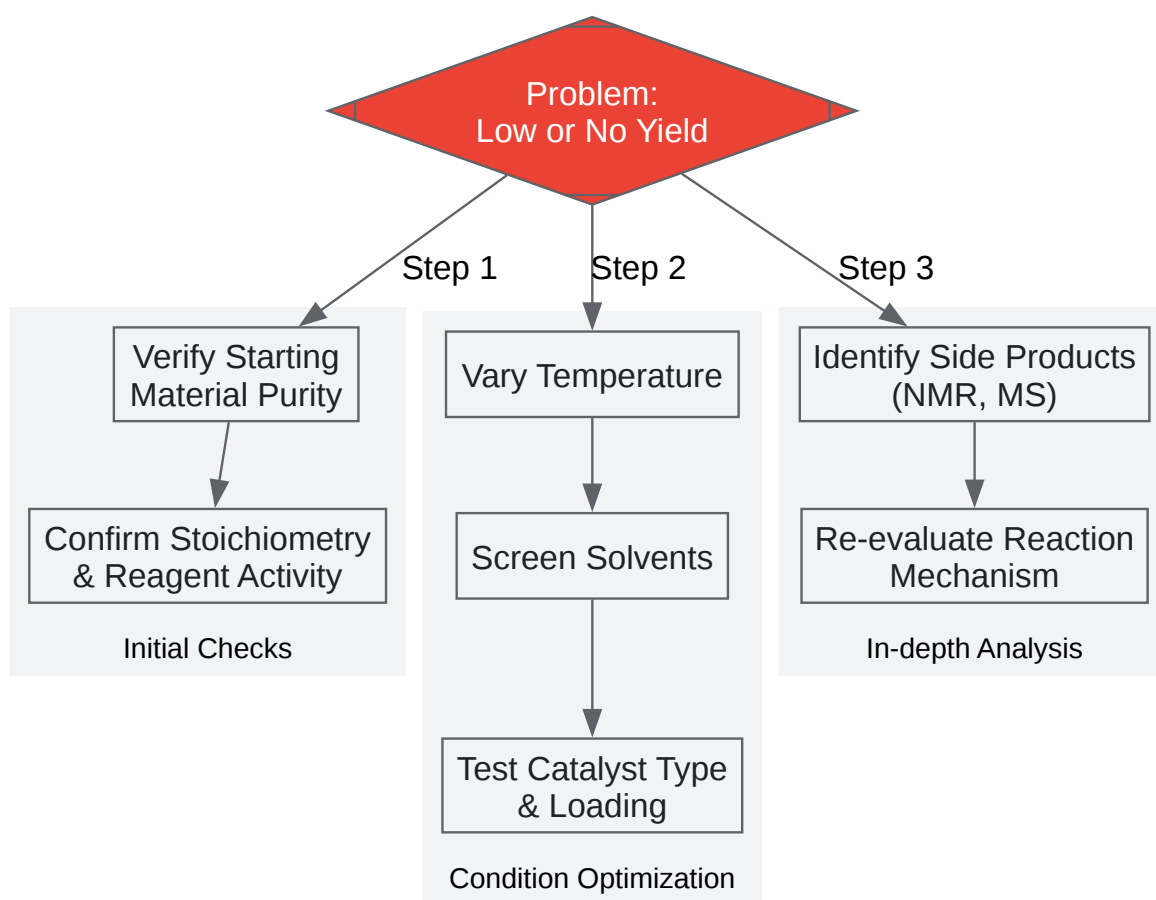 Problem:
Low or No Yield
Step 1
Step 2
Step 3
Verify Starting
Material Purity
Confirm Stoichiometry
& Reagent Activity
Initial Checks
Vary Temperature
Screen Solvents
Test Catalyst Type
& Loading
Condition Optimization
Identify Side Products
(NMR, MS)
Re-evaluate Reaction
Mechanism
In-depth Analysis